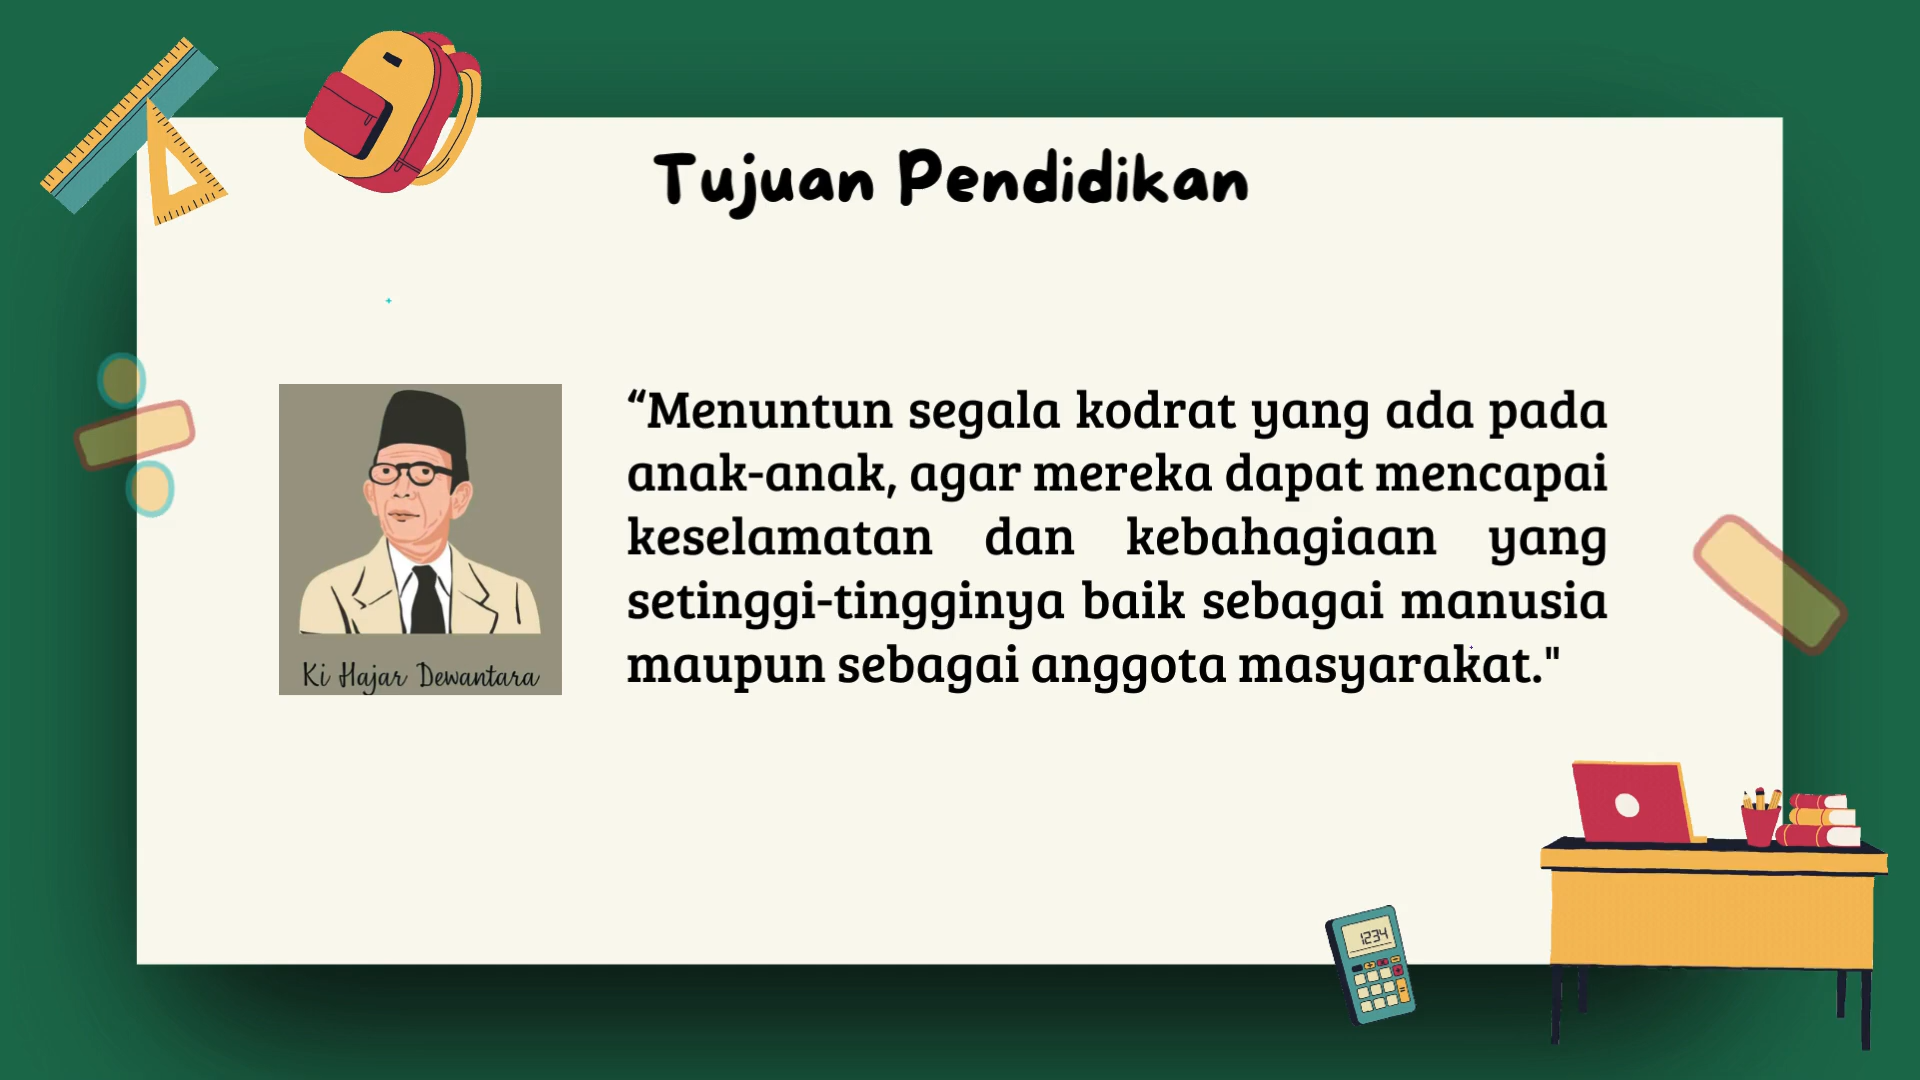 Tujuan Pendidikan
“Menuntun segala kodrat yang ada pada
anak-anak, agar mereka dapat mencapai
keselamatan dan kebahagiaan yang
setinggi-tingginya baik sebagai manusia
maupun sebagai anggota masyarakat."
Ki Hajar Dewantara
1234